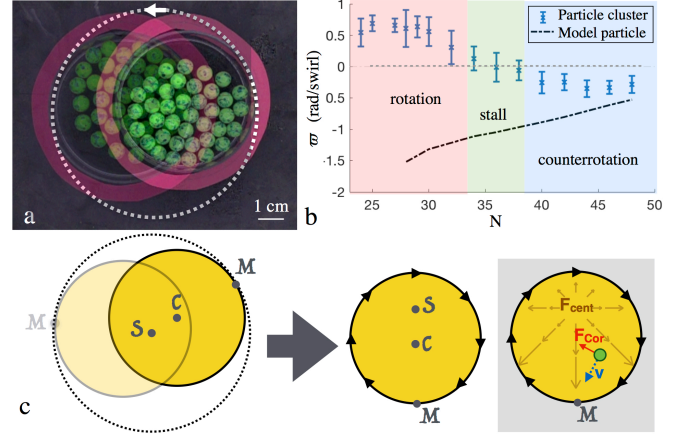 a
1 cm
b
1
0.5
0
-0.5
-1
-1.5
-2
ϖ (rad/swirl)
25
30
35
40
45
50
N
Particle cluster
Model particle
rotation
stall
counterrotation
c
M
M
S
C
S
C
M
F_cent
F_Cor
v
M